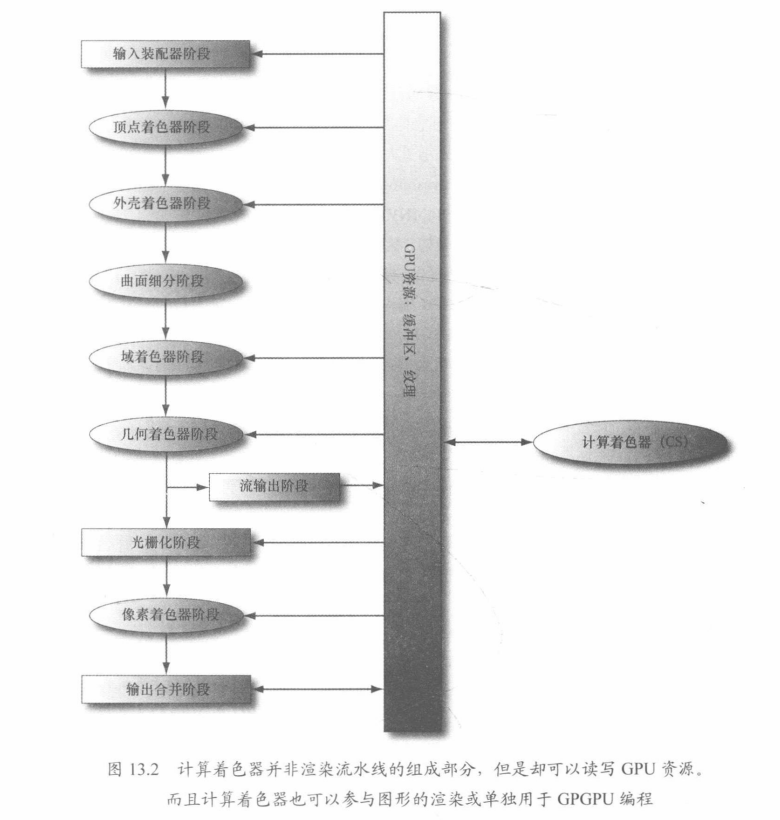 输入装配器阶段
顶点着色器阶段
外壳着色器阶段
曲面细分阶段
域着色器阶段
几何着色器阶段
流输出阶段
光栅化阶段
像素着色器阶段
输出合并阶段
GPU资源：缓冲区、纹理
计算着色器（CS）
图 13.2 计算着色器并非渲染流水线的组成部分，但是却可以读写 GPU 资源。
而且计算着色器也可以参与图形的渲染或单独用于 GPGPU 编程